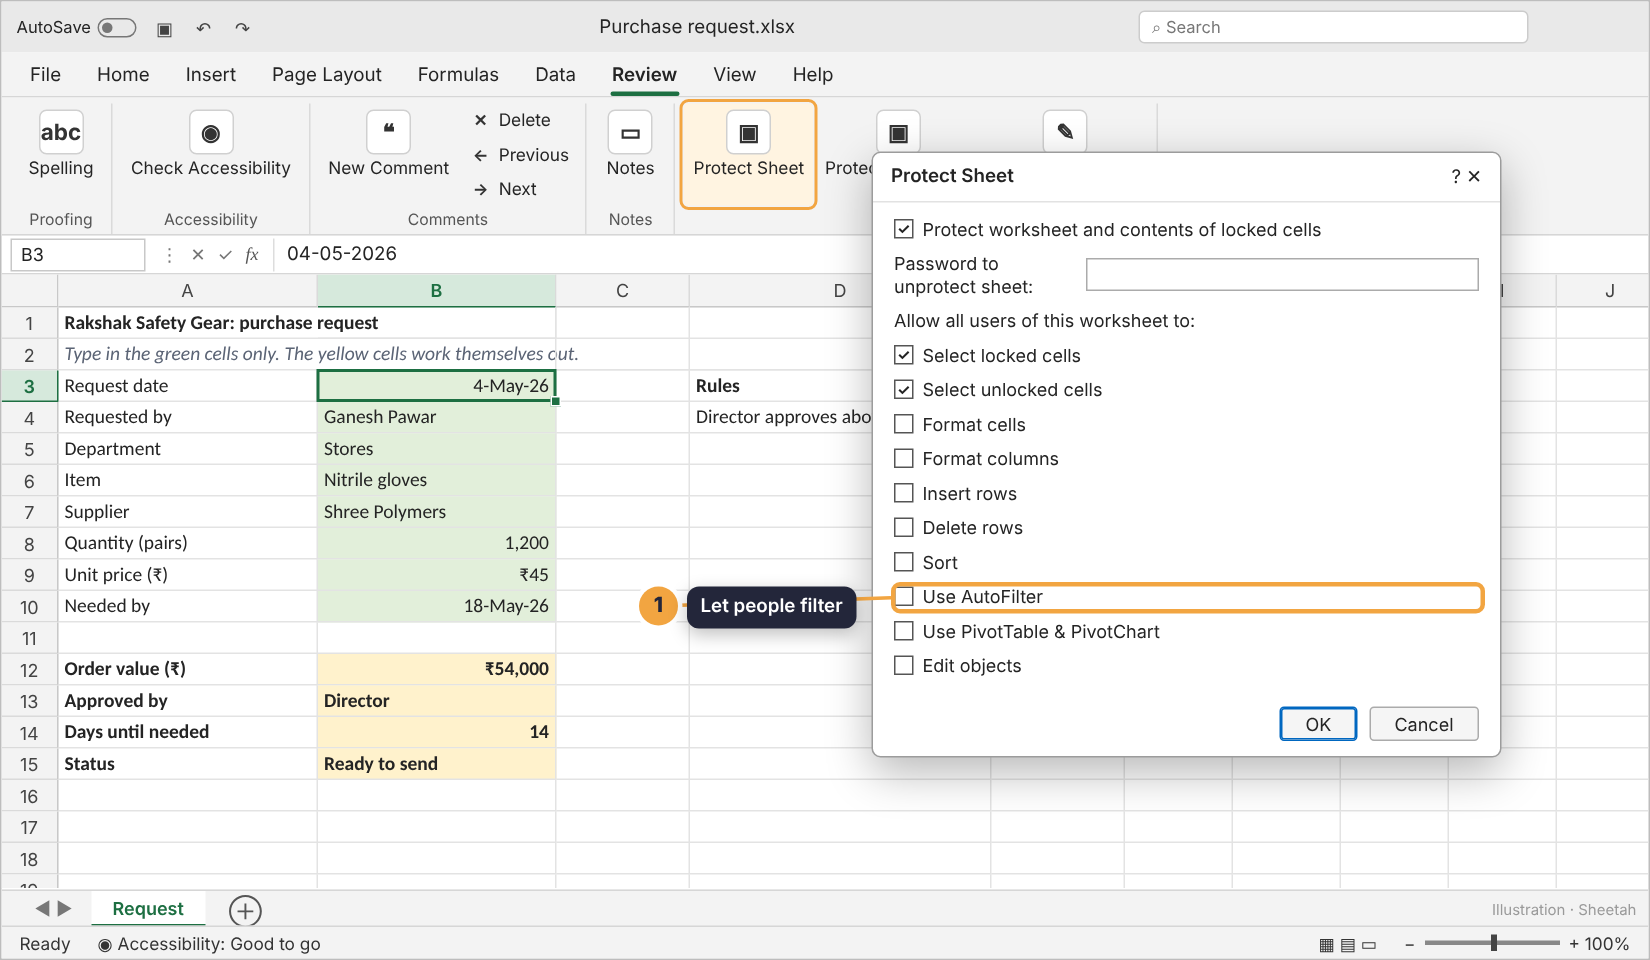 AutoSave
Purchase request.xlsx
Search
File Home Insert Page Layout Formulas Data Review View Help
abc
Spelling
Proofing
Check Accessibility
Accessibility
New Comment
Delete
Previous
Next
Comments
Notes
Notes
Protect Sheet
B3
fx
04-05-2026
A B C D J
1 Rakshak Safety Gear: purchase request
2 Type in the green cells only. The yellow cells work themselves out.
3 Request date 4-May-26 Rules
4 Requested by Ganesh Pawar Director approves
5 Department Stores
6 Item Nitrile gloves
7 Supplier Shree Polymers
8 Quantity (pairs) 1,200
9 Unit price (₹) ₹45
10 Needed by 18-May-26
11
12 Order value (₹) ₹54,000
13 Approved by Director
14 Days until needed 14
15 Status Ready to send
16
17
18
1 Let people filter
Protect Sheet ? ✕
Protect worksheet and contents of locked cells
Password to
unprotect sheet:
Allow all users of this worksheet to:
Select locked cells
Select unlocked cells
Format cells
Format columns
Insert rows
Delete rows
Sort
Use AutoFilter
Use PivotTable & PivotChart
Edit objects
OK Cancel
Request
Illustration · Sheetah
Ready Accessibility: Good to go
− + 100%